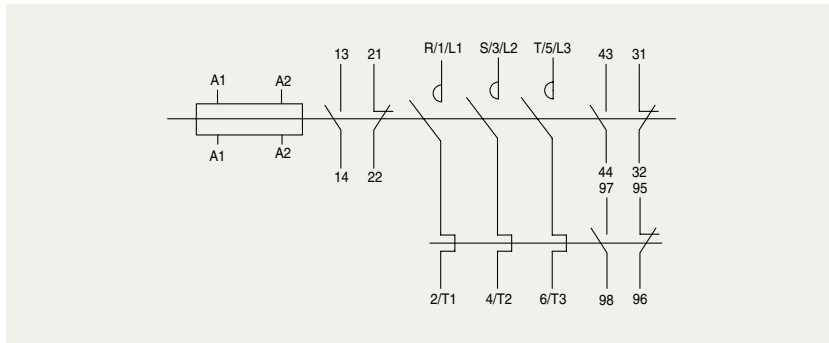 R/1/L1 S/3/L2 T/5/L3
13 21 43 31
A1 A2
A1 A2
14 22 44 32
97 95
2/T1 4/T2 6/T3 98 96